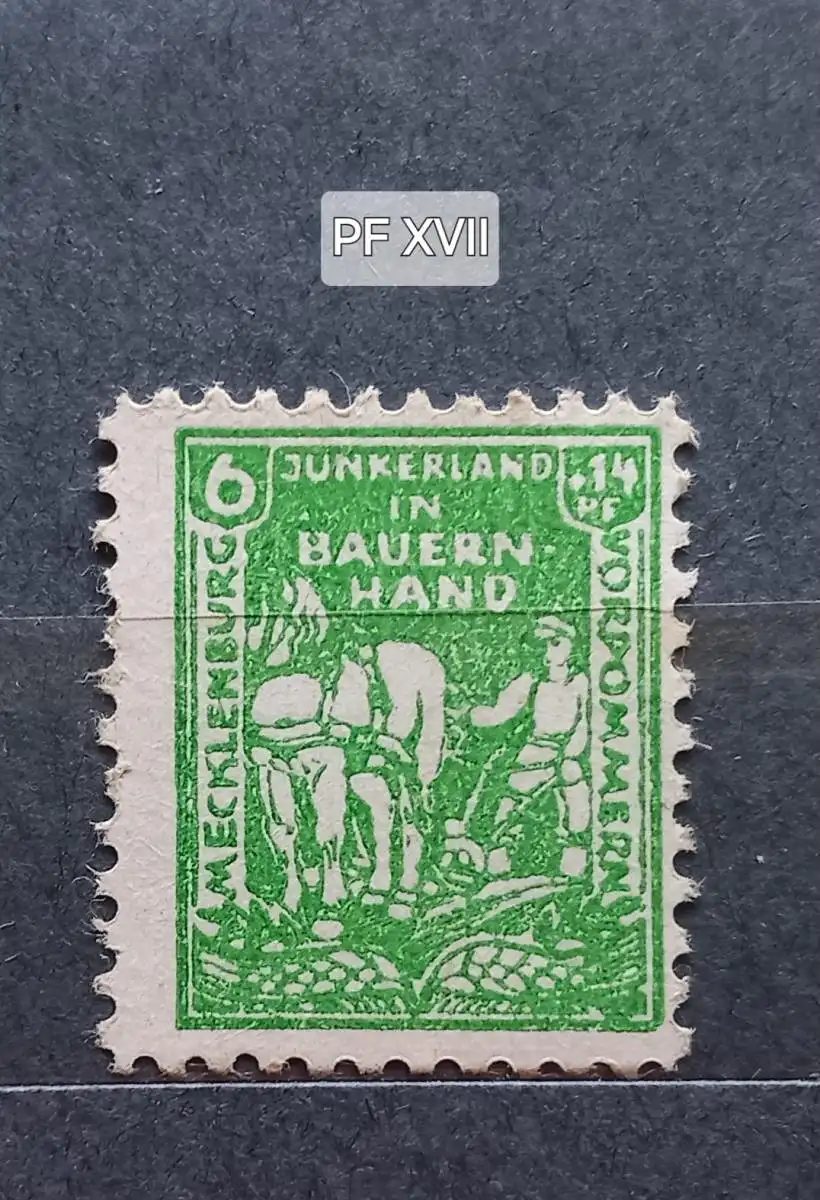 PF XVII
6
JUNKERLAND
IN
BAUERN-
HAND
+14
PF
MECKLENBURG
VORPOMMERN